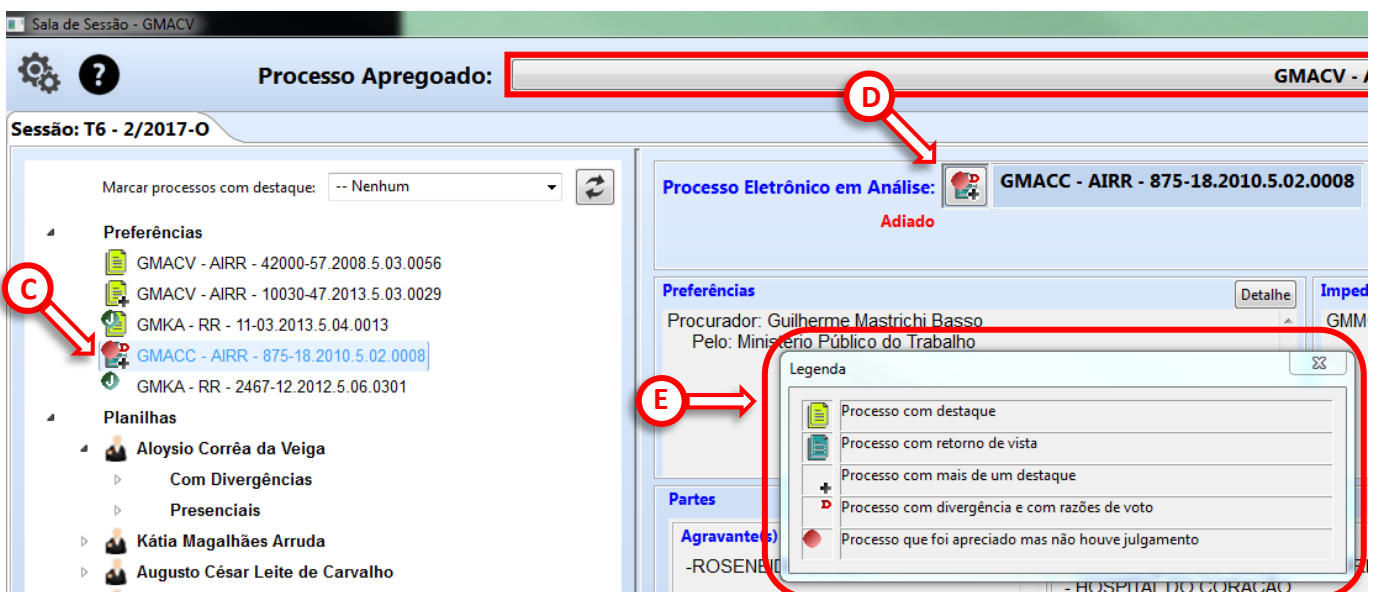 Sala de Sessão - GMACV
Processo Apregoado:
GMACV - A
D
Sessão: T6 - 2/2017-O
Marcar processos com destaque: -- Nenhum
Processo Eletrônico em Análise:
GMACC - AIRR - 875-18.2010.5.02.0008
Adiado
Preferências
GMACV - AIRR - 42000-57.2008.5.03.0056
C
GMACV - AIRR - 10030-47.2013.5.03.0029
GMKA - RR - 11-03.2013.5.04.0013
GMACC - AIRR - 875-18.2010.5.02.0008
GMKA - RR - 2467-12.2012.5.06.0301
Planilhas
Aloysio Corrêa da Veiga
Com Divergências
Presenciais
Kátia Magalhães Arruda
Augusto César Leite de Carvalho
Preferências
Detalhe
Imped
Procurador: Guilherme Mastrichi Basso
GMM
Pelo: Ministério Público do Trabalho
E
Legenda
Processo com destaque
Processo com retorno de vista
Processo com mais de um destaque
Processo com divergência e com razões de voto
Processo que foi apreciado mas não houve julgamento
Partes
Agravante(s)
-ROSENEID
- HOSPITAL DO CORAÇÃO